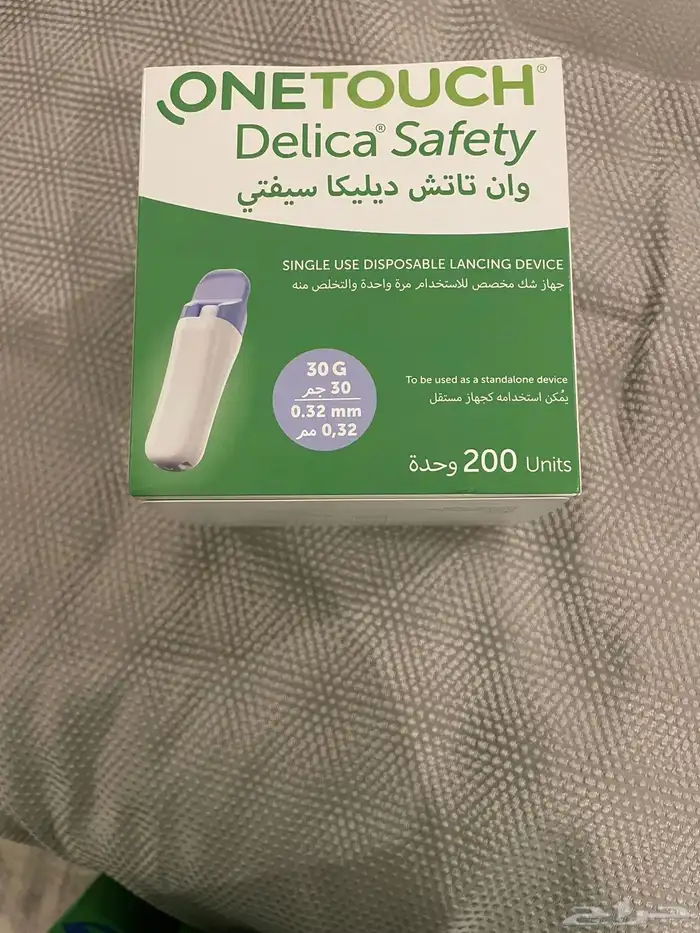 ONETOUCH®
Delica® Safety
وان تاتش ديليكا سيفتي
SINGLE USE DISPOSABLE LANCING DEVICE
جهاز شك مخصص للاستخدام مرة واحدة والتخلص منه
30 G
30 جم
0.32 mm
0,32 مم
To be used as a standalone device
يُمكن استخدامه كجهاز مستقل
200 وحدة Units
حراج